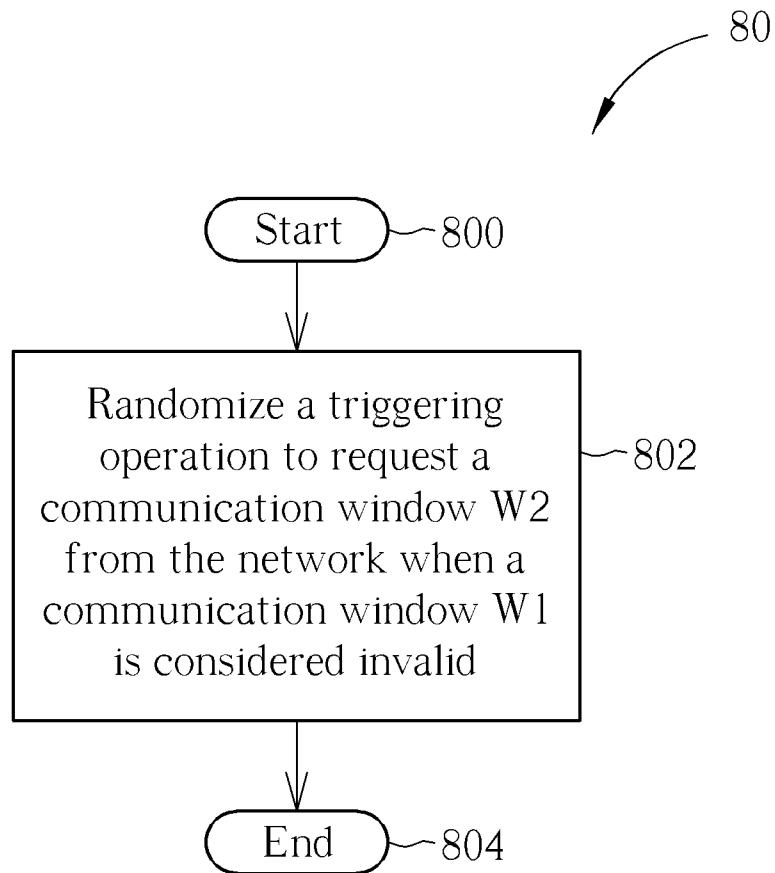 80
Start
800
Randomize a triggering
operation to request a
communication window W2
from the network when a
communication window W1
is considered invalid
802
End
804